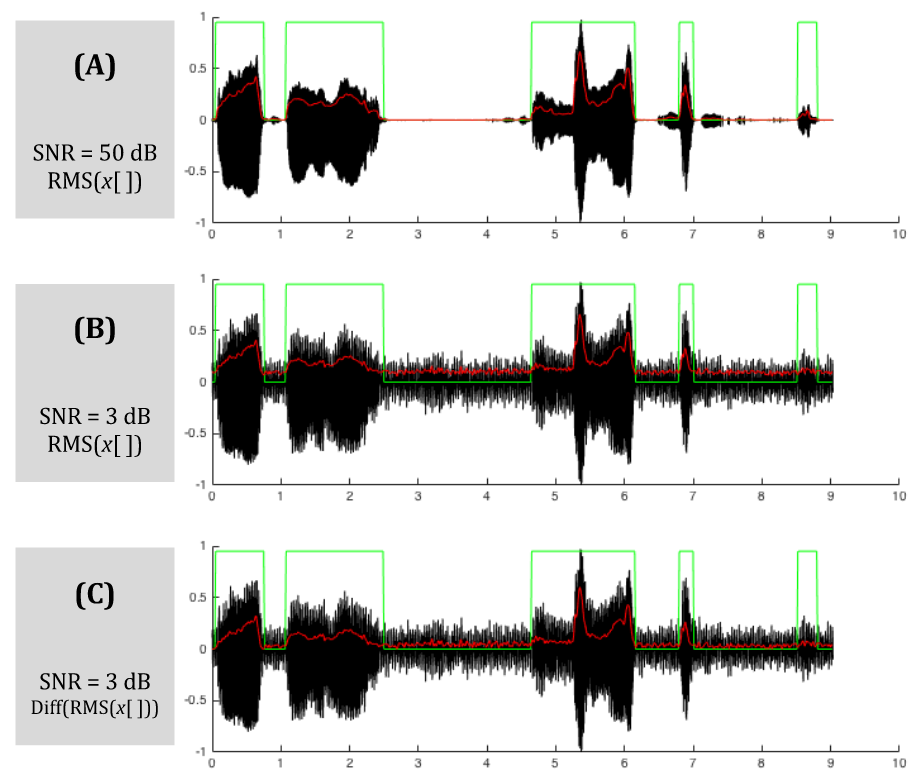 (A)
SNR = 50 dB
RMS(x[ ])
1
0.5
0
-0.5
-1
0 1 2 3 4 5 6 7 8 9 10
(B)
SNR = 3 dB
RMS(x[ ])
1
0.5
0
-0.5
-1
0 1 2 3 4 5 6 7 8 9 10
(C)
SNR = 3 dB
Diff(RMS(x[ ]))
1
0.5
0
-0.5
-1
0 1 2 3 4 5 6 7 8 9 10